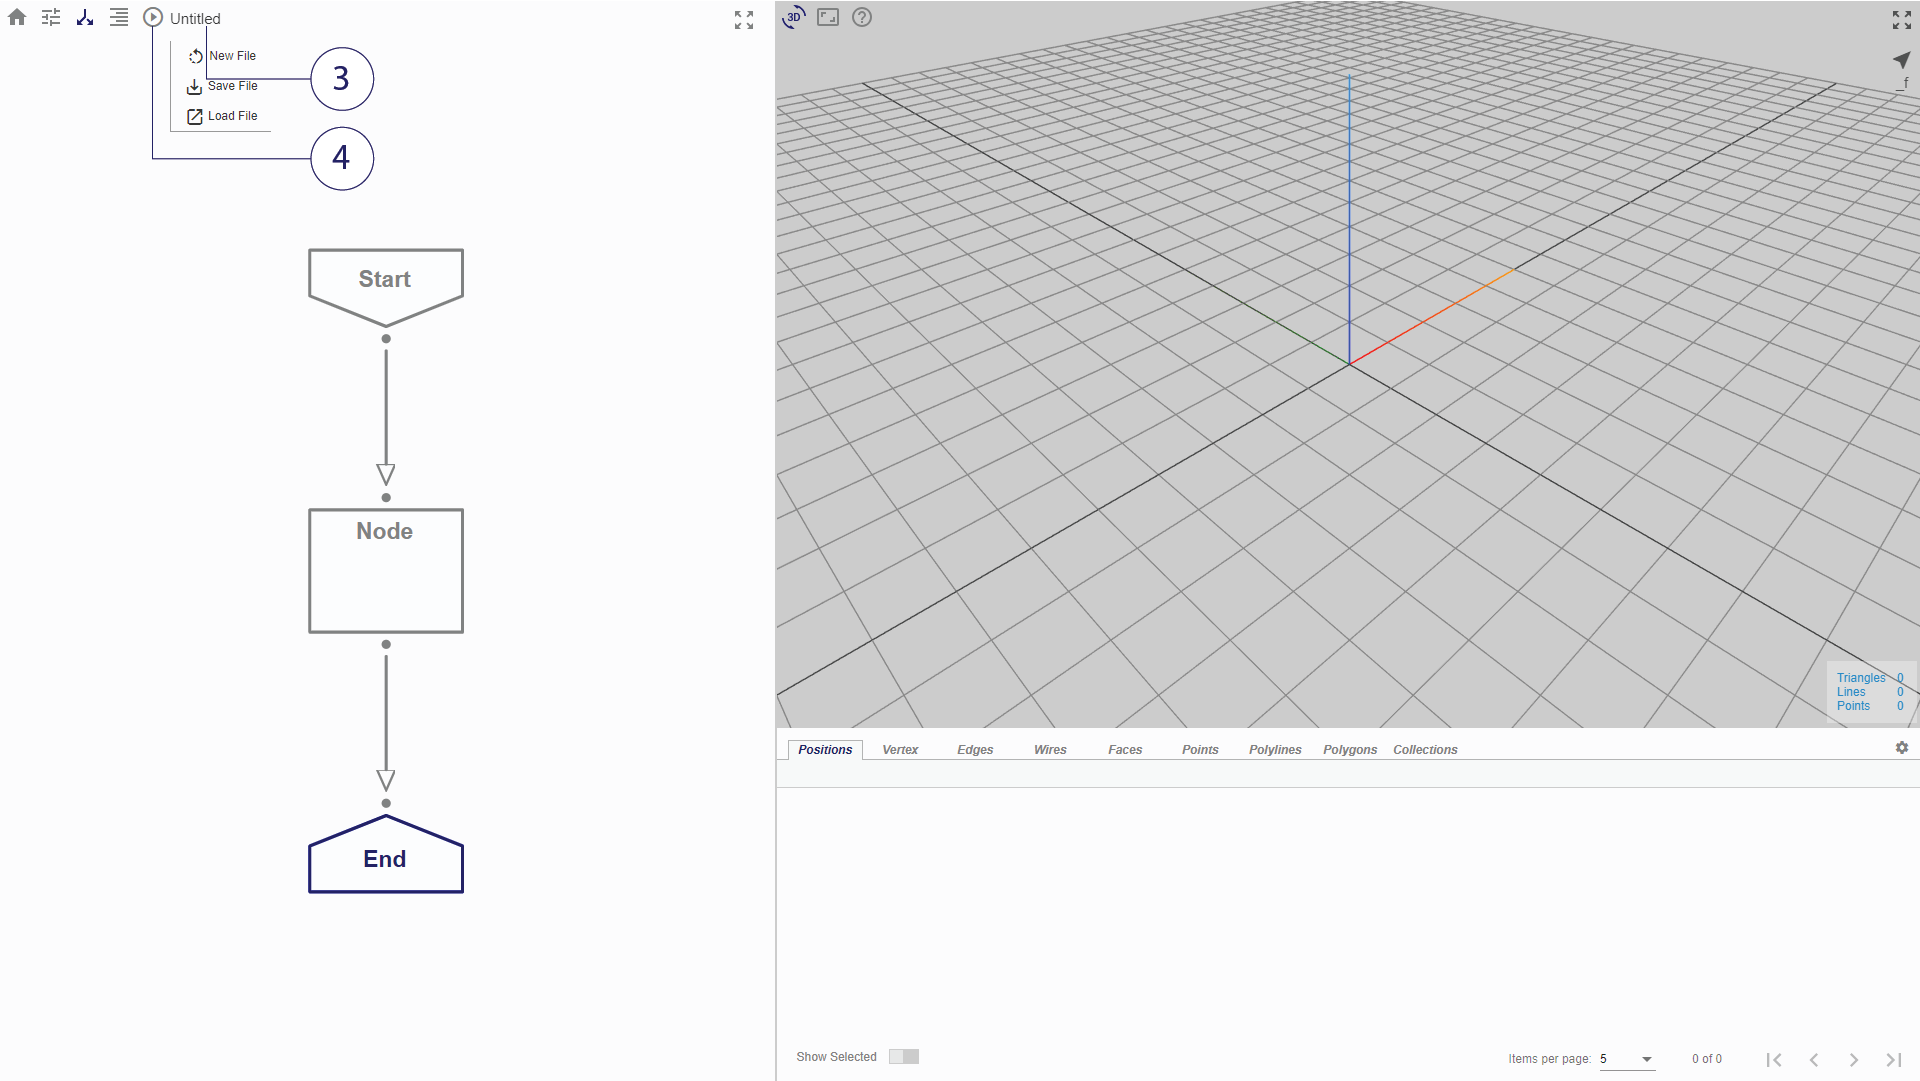 Untitled
New File
Save File
Load File
3
4
Start
Node
End
3D
?
_f
Triangles 0
Lines 0
Points 0
Positions Vertex Edges Wires Faces Points Polylines Polygons Collections
Show Selected
Items per page: 5 0 of 0